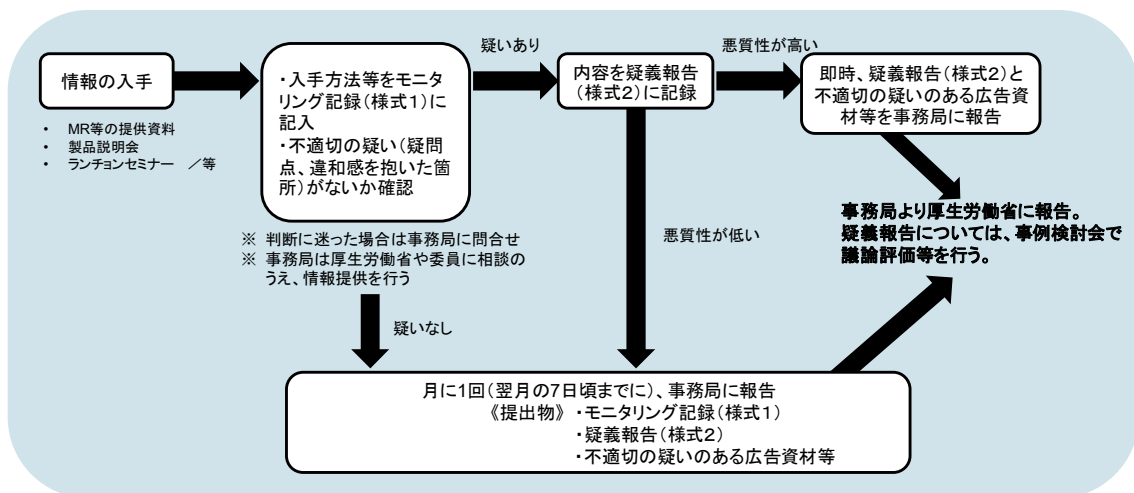 情報の入手
・ MR等の提供資料
・ 製品説明会
・ ランチョンセミナー ／等
・入手方法等をモニタリング記録(様式1)に記入
・不適切の疑い(疑問点、違和感を抱いた箇所)がないか確認
※ 判断に迷った場合は事務局に問合せ
※ 事務局は厚生労働省や委員に相談の
うえ、情報提供を行う
疑いあり
内容を疑義報告
(様式2)に記録
悪質性が高い
即時、疑義報告(様式2)と
不適切の疑いのある広告資
材等を事務局に報告
事務局より厚生労働省に報告。
疑義報告については、事例検討会で
議論評価等を行う。
悪質性が低い
疑いなし
月に1回(翌月の7日頃までに)、事務局に報告
《提出物》・モニタリング記録(様式1)
・疑義報告(様式2)
・不適切の疑いのある広告資材等